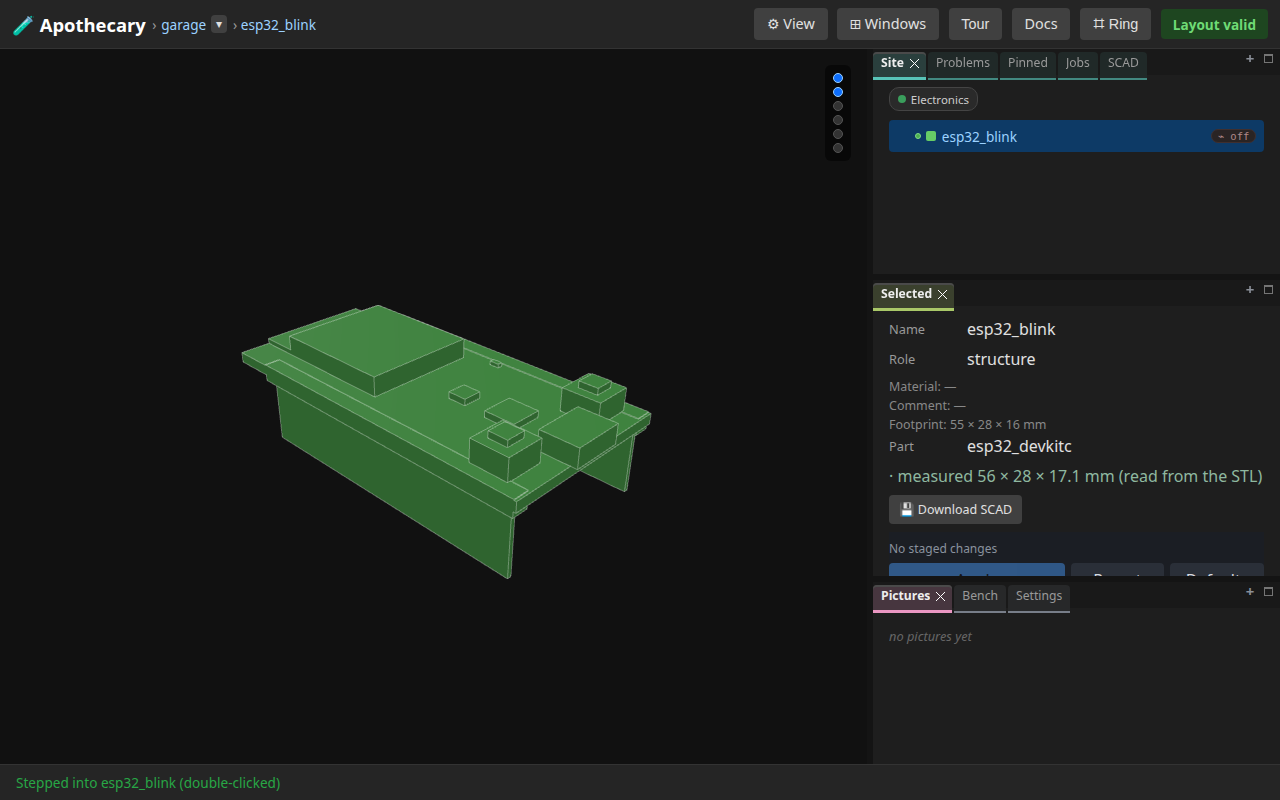 Apothecary › garage ▾ › esp32_blink
⚙ View
⊞ Windows
Tour
Docs
Ring
Layout valid
Site
Problems
Pinned
Jobs
SCAD
Electronics
esp32_blink
off
Selected
Name esp32_blink
Role structure
Material: —
Comment: —
Footprint: 55 × 28 × 16 mm
Part esp32_devkitc
· measured 56 × 28 × 17.1 mm (read from the STL)
Download SCAD
No staged changes
Pictures
Bench
Settings
no pictures yet
Stepped into esp32_blink (double-clicked)